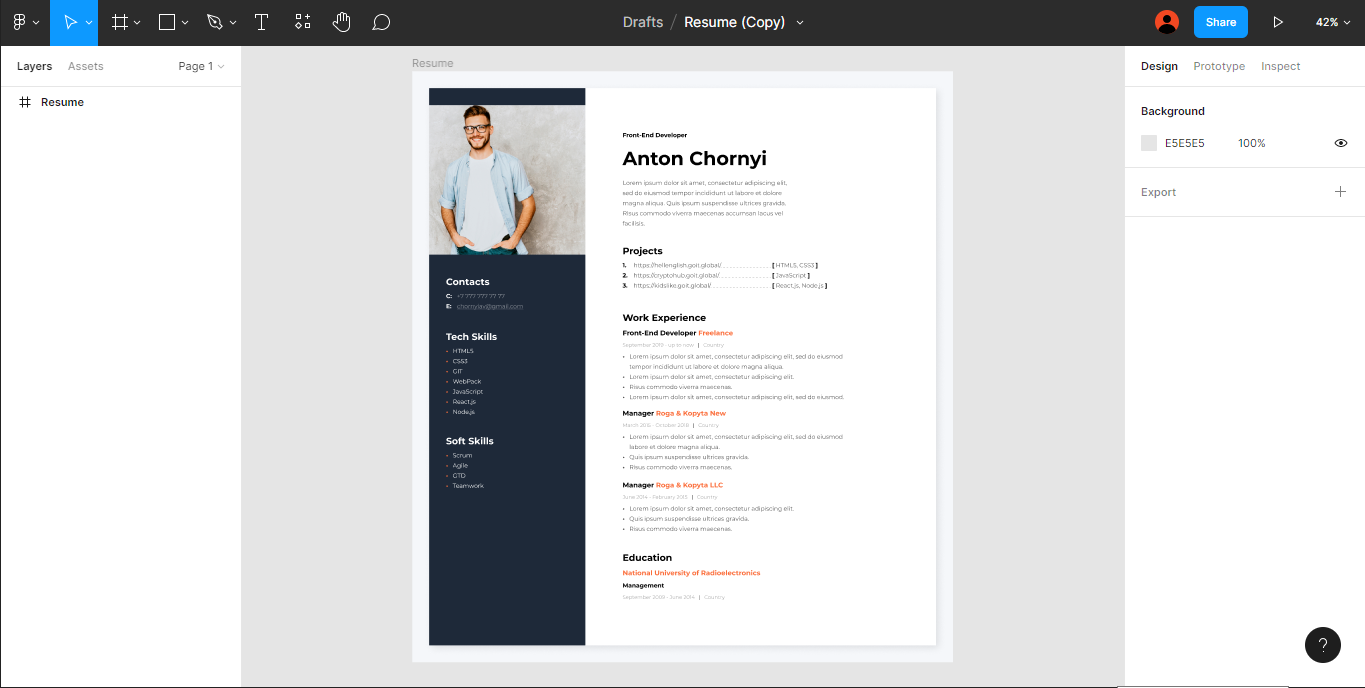 Drafts / Resume (Copy)
Share
42%
Layers
Assets
Page 1
Resume
Resume
Contacts
C: +7 777 777 77 77
E: chornyiav@gmail.com
Tech Skills
• HTML5
• CSS3
• GIT
• WebPack
• JavaScript
• React.js
• Node.js
Soft Skills
• Scrum
• Agile
• GTD
• Teamwork
Front-End Developer
Anton Chornyi
Lorem ipsum dolor sit amet, consectetur adipiscing elit,
sed do eiusmod tempor incididunt ut labore et dolore
magna aliqua. Quis ipsum suspendisse ultrices gravida.
Risus commodo viverra maecenas accumsan lacus vel
facilisis.
Projects
1. https://hellenglish.goit.global/ [ HTML5, CSS3 ]
2. https://cryptohub.goit.global/ [ JavaScript ]
3. https://kidslike.goit.global/ [ React.js, Node.js ]
Work Experience
Front-End Developer Freelance
September 2019 - up to now | Country
• Lorem ipsum dolor sit amet, consectetur adipiscing elit, sed do eiusmod
tempor incididunt ut labore et dolore magna aliqua.
• Lorem ipsum dolor sit amet, consectetur adipiscing elit.
• Risus commodo viverra maecenas.
• Lorem ipsum dolor sit amet, consectetur adipiscing elit, sed do eiusmod.
Manager Roga & Kopyta New
March 2015 - October 2018 | Country
• Lorem ipsum dolor sit amet, consectetur adipiscing elit, sed do eiusmod
labore et dolore magna aliqua.
• Quis ipsum suspendisse ultrices gravida.
• Risus commodo viverra maecenas.
Manager Roga & Kopyta LLC
June 2014 - February 2015 | Country
• Lorem ipsum dolor sit amet, consectetur adipiscing elit.
• Quis ipsum suspendisse ultrices gravida.
• Risus commodo viverra maecenas.
Education
National University of Radioelectronics
Management
September 2009 - June 2014 | Country
Design
Prototype
Inspect
Background
E5E5E5
100%
Export
?